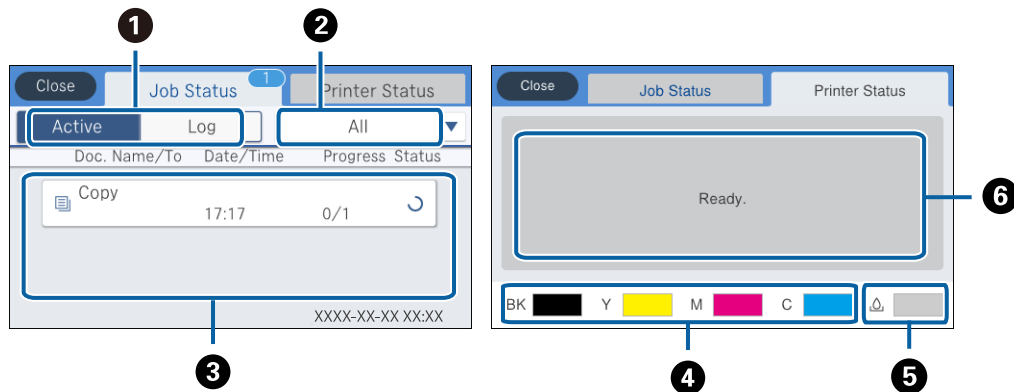 1 2
Close Job Status 1 Printer Status
Active Log All
Doc. Name/To Date/Time Progress Status
Copy
17:17 0/1
XXXX-XX-XX XX:XX
3
Close Job Status Printer Status
Ready.
6
BK Y M C
4 5